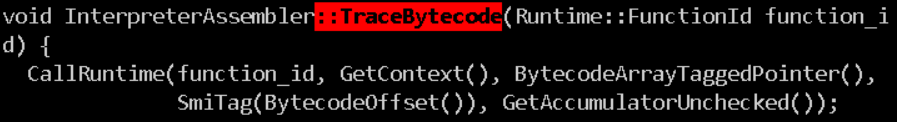 void InterpreterAssembler::TraceBytecode(Runtime::FunctionId function_i
d) {
  CallRuntime(function_id, GetContext(), BytecodeArrayTaggedPointer(),
              SmiTag(BytecodeOffset()), GetAccumulatorUnchecked());